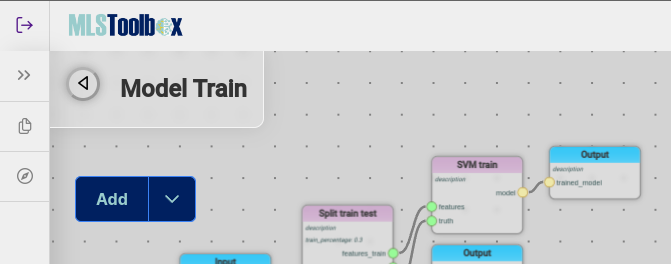 MLSToolbox
Model Train
Add
Output
description
trained_model
SVM train
description
model
features
truth
Split train test
description
train_percentage: 0.3
features_train
Input
Output